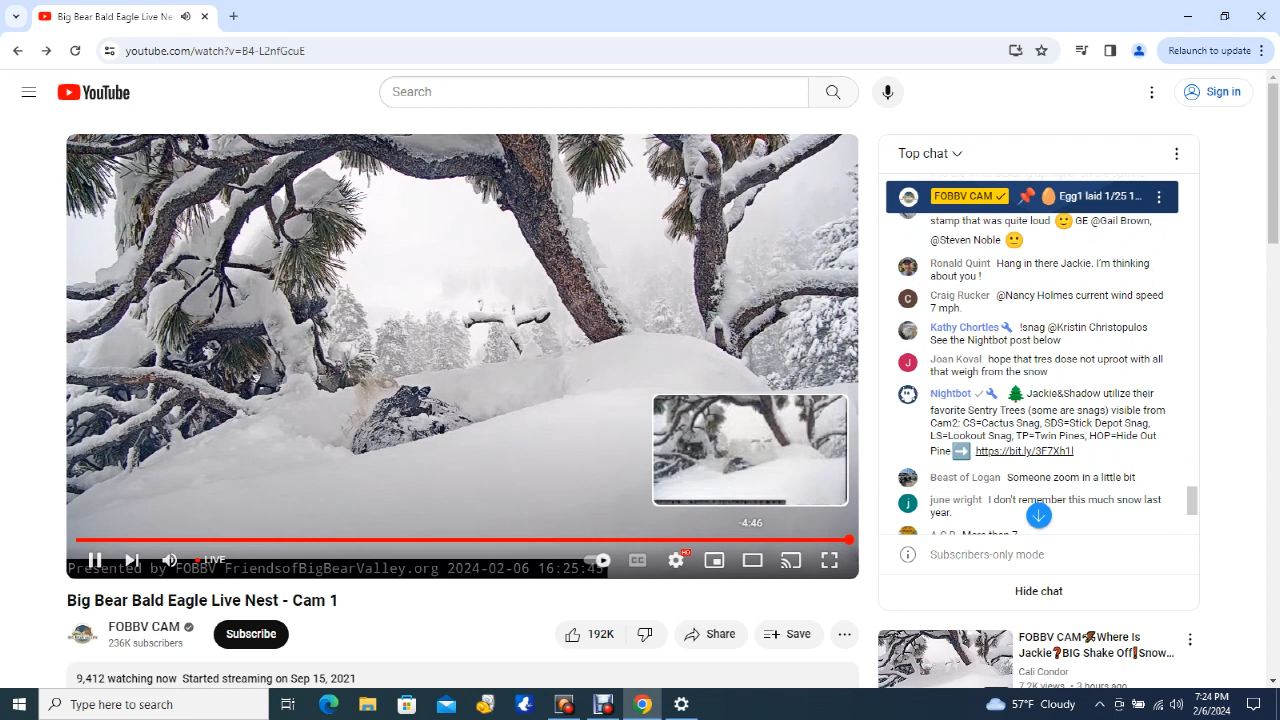 Big Bear Bald Eagle Live Ne
youtube.com/watch?v=B4-L2nfGcuE
Relaunch to update
YouTube
Search
Sign in
Top chat
FOBBV CAM Egg1 laid 1/25 1...
stamp that was quite loud GE @Gail Brown,
@Steven Noble
Ronald Quint Hang in there Jackie. I'm thinking
about you !
C Craig Rucker @Nancy Holmes current wind speed
7 mph.
Kathy Chortles !snag @Kristin Christopulos
See the Nightbot post below
J Joan Koval hope that tres dose not uproot with all
that weigh from the snow
Nightbot Jackie&Shadow utilize their
favorite Sentry Trees (some are snags) visible from
Cam2: CS=Cactus Snag, SDS=Stick Depot Snag,
LS=Lookout Snag, TP=Twin Pines, HOP=Hide Out
Pine https://bit.ly/3F7Xh1I
Beast of Logan Someone zoom in a little bit
j june wright I don't remember this much snow last
year.
Subscribers-only mode
Hide chat
-4:46
LIVE
CC
HD
Presented by FOBBV FriendsofBigBearValley.org 2024-02-06 16:25:45
Big Bear Bald Eagle Live Nest - Cam 1
FOBBV CAM
236K subscribers
Subscribe
192K
Share
Save
9,412 watching now Started streaming on Sep 15, 2021
FOBBV CAM Where Is
Jackie BIG Shake Off Snow...
Cali Condor
7.2K views • 3 hours ago
Type here to search
57°F Cloudy
7:24 PM
2/6/2024